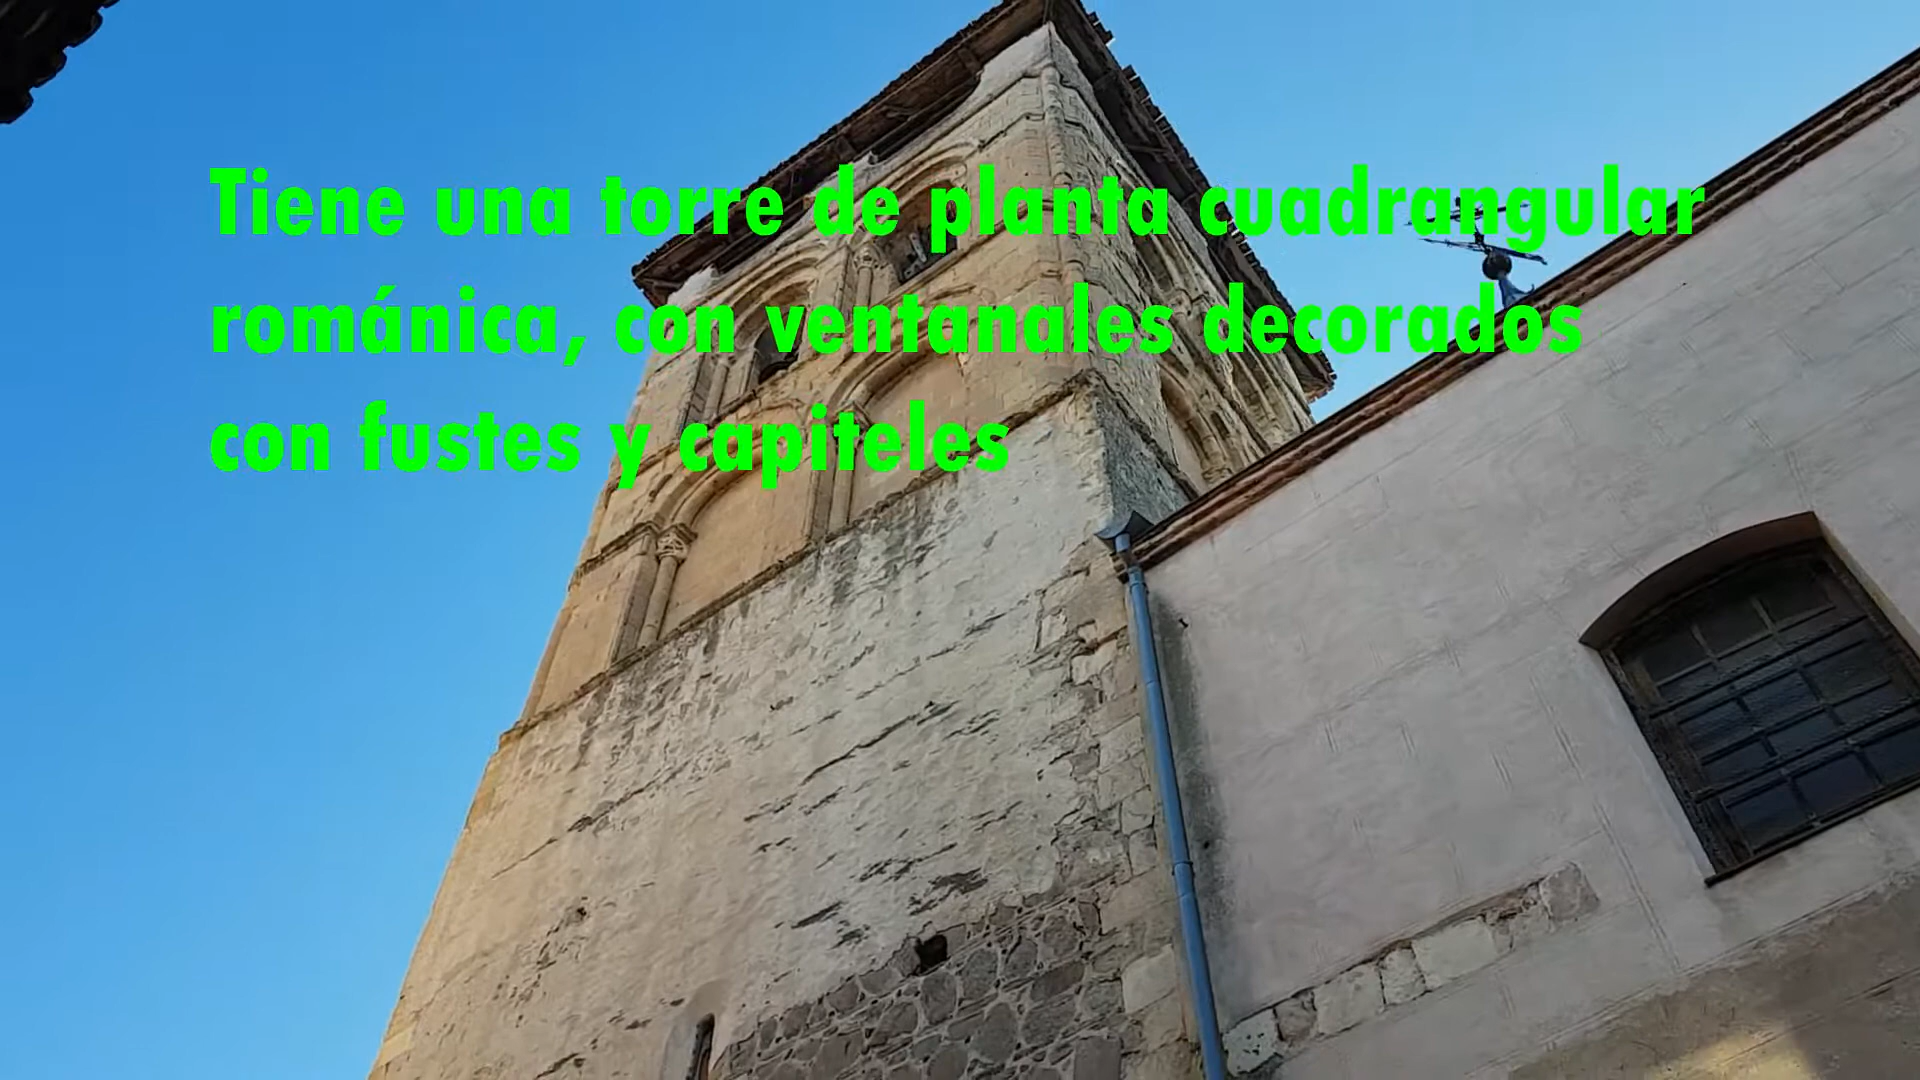 Tiene una torre de planta cuadrangular
románica, con ventanales decorados
con fustes y capiteles